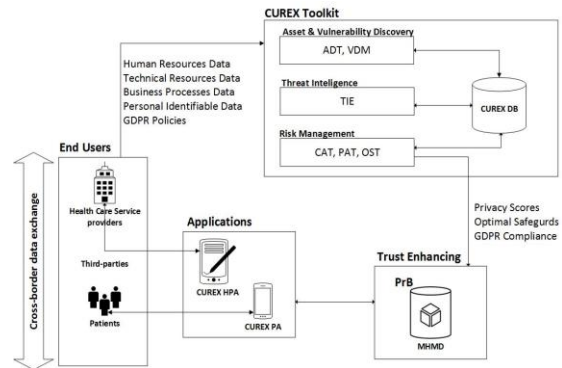 CUREX Toolkit
Asset & Vulnerability Discovery
ADT, VDM
Threat Inteligence
TIE
CUREX DB
Risk Management
CAT, PAT, OST
Human Resources Data
Technical Resources Data
Business Processes Data
Personal Identifiable Data
GDPR Policies
Cross-border data exchange
End Users
Health Care Service
providers
Third-parties
Patients
Applications
CUREX HPA
CUREX PA
Privacy Scores
Optimal Safegurds
GDPR Compliance
Trust Enhancing
PrB
MHMD